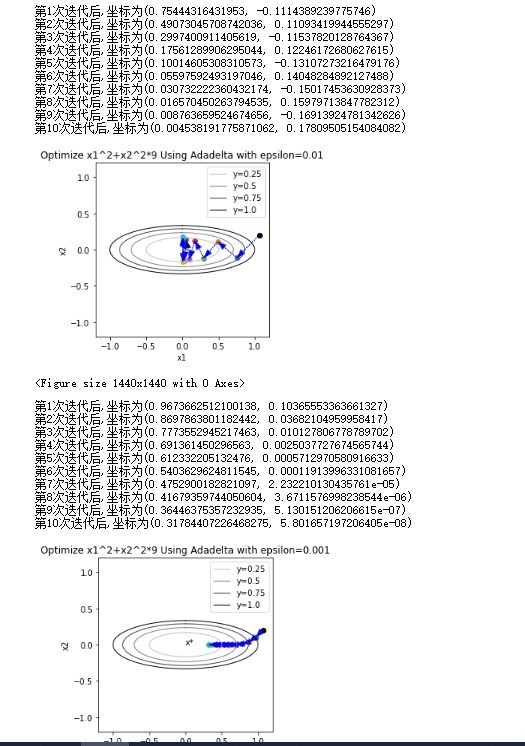 第1次迭代后,坐标为(0.75444316431953, -0.1114389239775746)
第2次迭代后,坐标为(0.49073045708742036, 0.11093419944555297)
第3次迭代后,坐标为(0.2997400911405619, -0.11537820128764367)
第4次迭代后,坐标为(0.17561289906295044, 0.12246172680627615)
第5次迭代后,坐标为(0.10014605308310573, -0.13107273216479176)
第6次迭代后,坐标为(0.05597592493197046, 0.14048284892127488)
第7次迭代后,坐标为(0.030732222360432174, -0.15017453630928373)
第8次迭代后,坐标为(0.016570450263794535, 0.15979713847782312)
第9次迭代后,坐标为(0.008763659524674656, -0.16913924781342626)
第10次迭代后,坐标为(0.004538191775871062, 0.17809505154084082)
Optimize x1^2+x2^2*9 Using Adadelta with epsilon=0.01
1.0
0.5
0.0
−0.5
−1.0
x2
y=0.25
y=0.5
y=0.75
y=1.0
−1.0 −0.5 0.0 0.5 1.0
x1
<Figure size 1440x1440 with 0 Axes>
第1次迭代后,坐标为(0.9673662512100138, 0.10365553363661327)
第2次迭代后,坐标为(0.8697863801182442, 0.03682104959958417)
第3次迭代后,坐标为(0.7773552945217463, 0.010127806778789702)
第4次迭代后,坐标为(0.691361450296563, 0.0025037727674565744)
第5次迭代后,坐标为(0.612332205132476, 0.0005712970580916633)
第6次迭代后,坐标为(0.5403629624811545, 0.00011913996331081657)
第7次迭代后,坐标为(0.4752900182821097, 2.232210130435761e-05)
第8次迭代后,坐标为(0.41679359744050604, 3.6711576998238544e-06)
第9次迭代后,坐标为(0.36446375357232935, 5.130151206206615e-07)
第10次迭代后,坐标为(0.31784407226468275, 5.801657197206405e-08)
Optimize x1^2+x2^2*9 Using Adadelta with epsilon=0.001
1.0
0.5
0.0
−0.5
−1.0
x2
y=0.25
y=0.5
y=0.75
y=1.0
x*
−1.0 −0.5 0.0 0.5 1.0